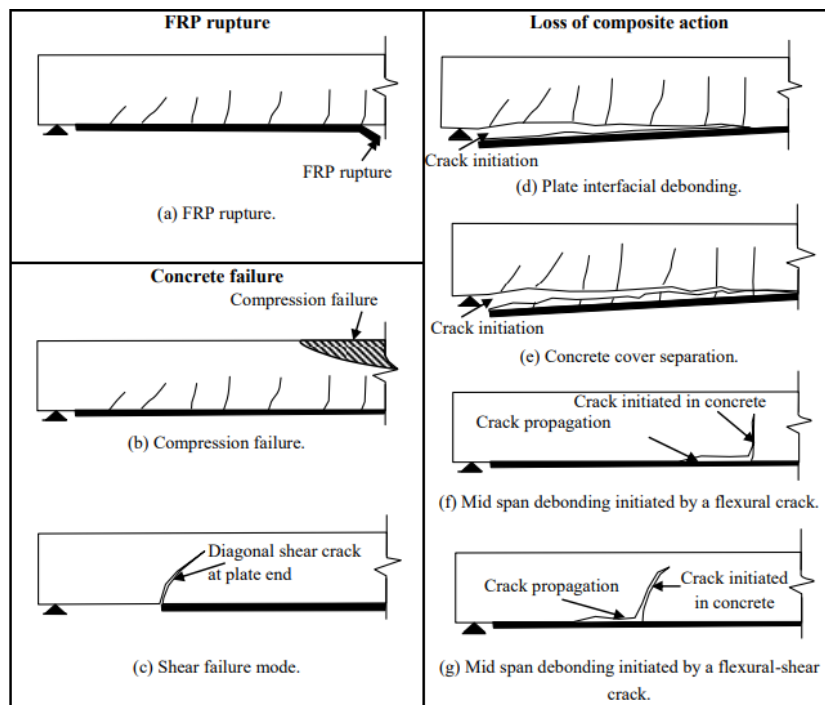 FRP rupture
FRP rupture
(a) FRP rupture.
Concrete failure
Compression failure
(b) Compression failure.
Diagonal shear crack
at plate end
(c) Shear failure mode.
Loss of composite action
Crack initiation
(d) Plate interfacial debonding.
Crack initiation
(e) Concrete cover separation.
Crack initiated in concrete
Crack propagation
(f) Mid span debonding initiated by a flexural crack.
Crack propagation
Crack initiated
in concrete
(g) Mid span debonding initiated by a flexural-shear
crack.